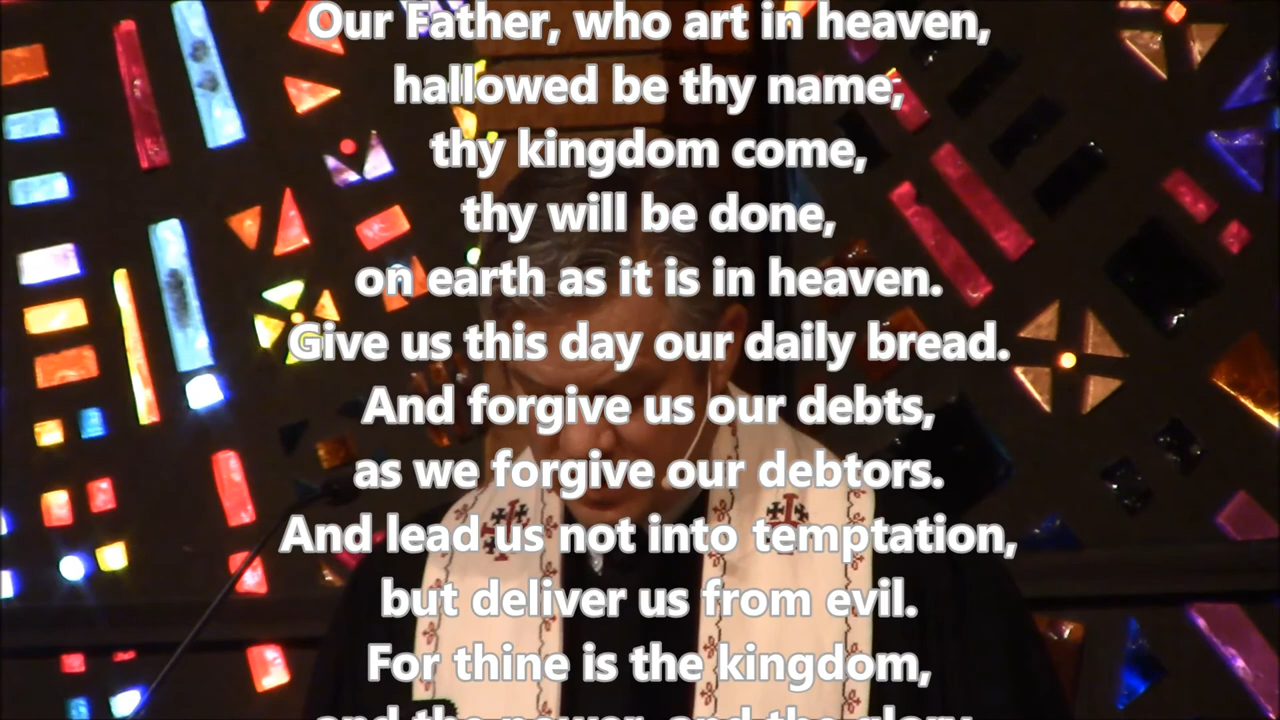 Our Father, who art in heaven,
hallowed be thy name;
thy kingdom come,
thy will be done,
on earth as it is in heaven.
Give us this day our daily bread.
And forgive us our debts,
as we forgive our debtors.
And lead us not into temptation,
but deliver us from evil.
For thine is the kingdom,
and the power, and the glory